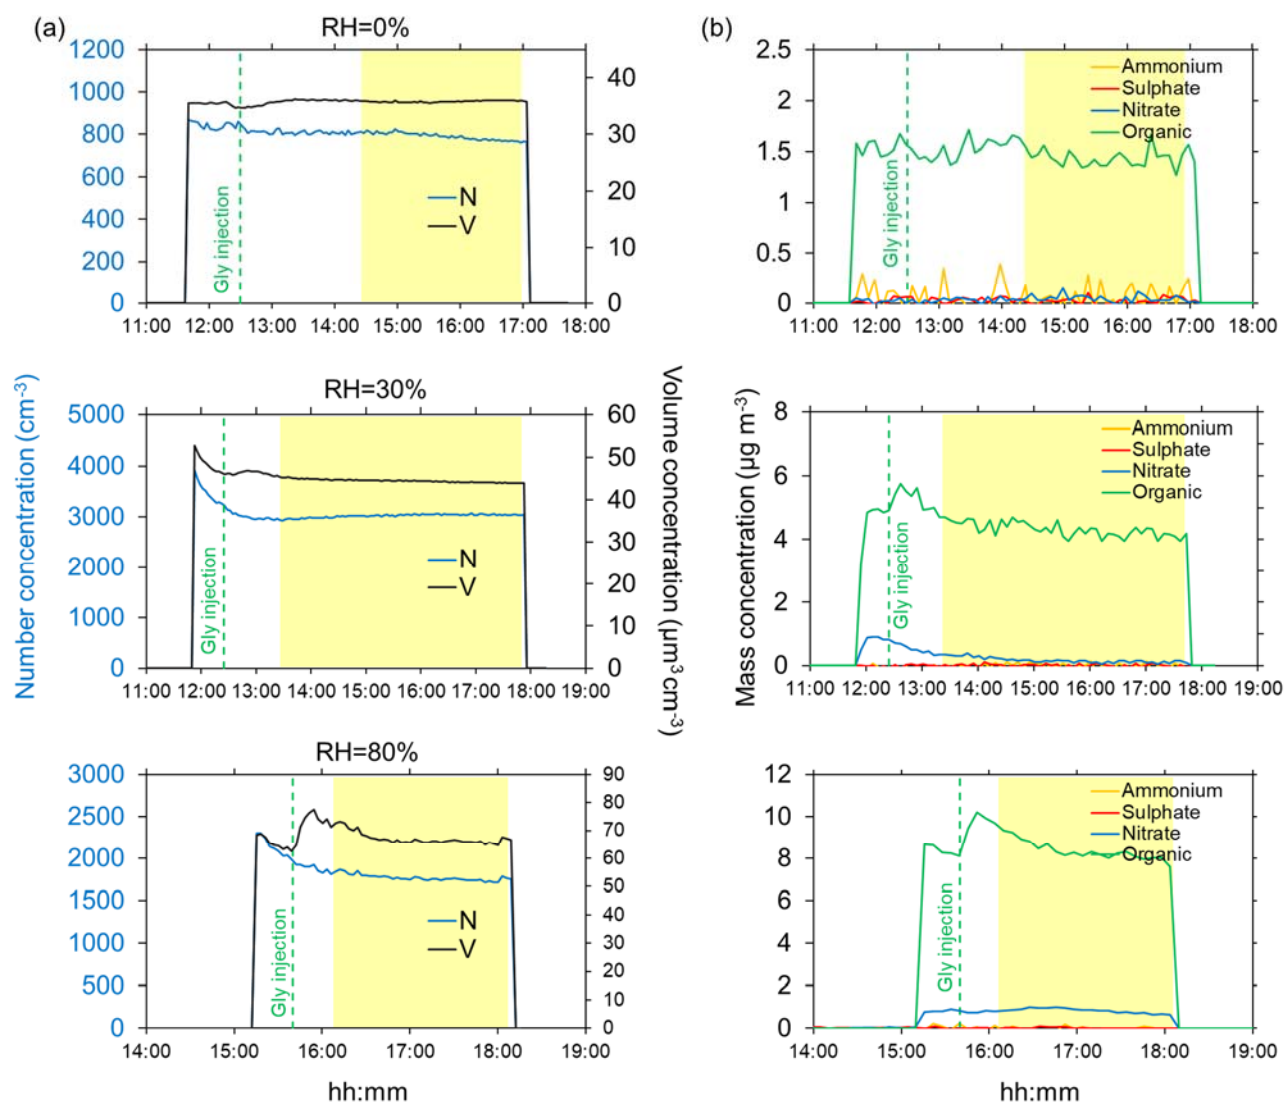 (a)
RH=0%
1200
1000
800
600
400
200
0
40
30
20
10
0
Gly injection
N
V
11:00 12:00 13:00 14:00 15:00 16:00 17:00 18:00
(b)
2.5
2
1.5
1
0.5
0
Ammonium
Sulphate
Nitrate
Organic
Gly injection
11:00 12:00 13:00 14:00 15:00 16:00 17:00 18:00
Number concentration (cm-3)
RH=30%
5000
4000
3000
2000
1000
0
60
50
40
30
20
10
0
Gly injection
N
V
11:00 12:00 13:00 14:00 15:00 16:00 17:00 18:00 19:00
Volume concentration (µm³ cm-3)
Mass concentration (µg m-3)
8
6
4
2
0
Ammonium
Sulphate
Nitrate
Organic
Gly injection
11:00 12:00 13:00 14:00 15:00 16:00 17:00 18:00 19:00
RH=80%
3000
2500
2000
1500
1000
500
0
90
80
70
60
50
40
30
20
10
0
Gly injection
N
V
14:00 15:00 16:00 17:00 18:00 19:00
hh:mm
12
10
8
6
4
2
0
Ammonium
Sulphate
Nitrate
Organic
Gly injection
14:00 15:00 16:00 17:00 18:00 19:00
hh:mm